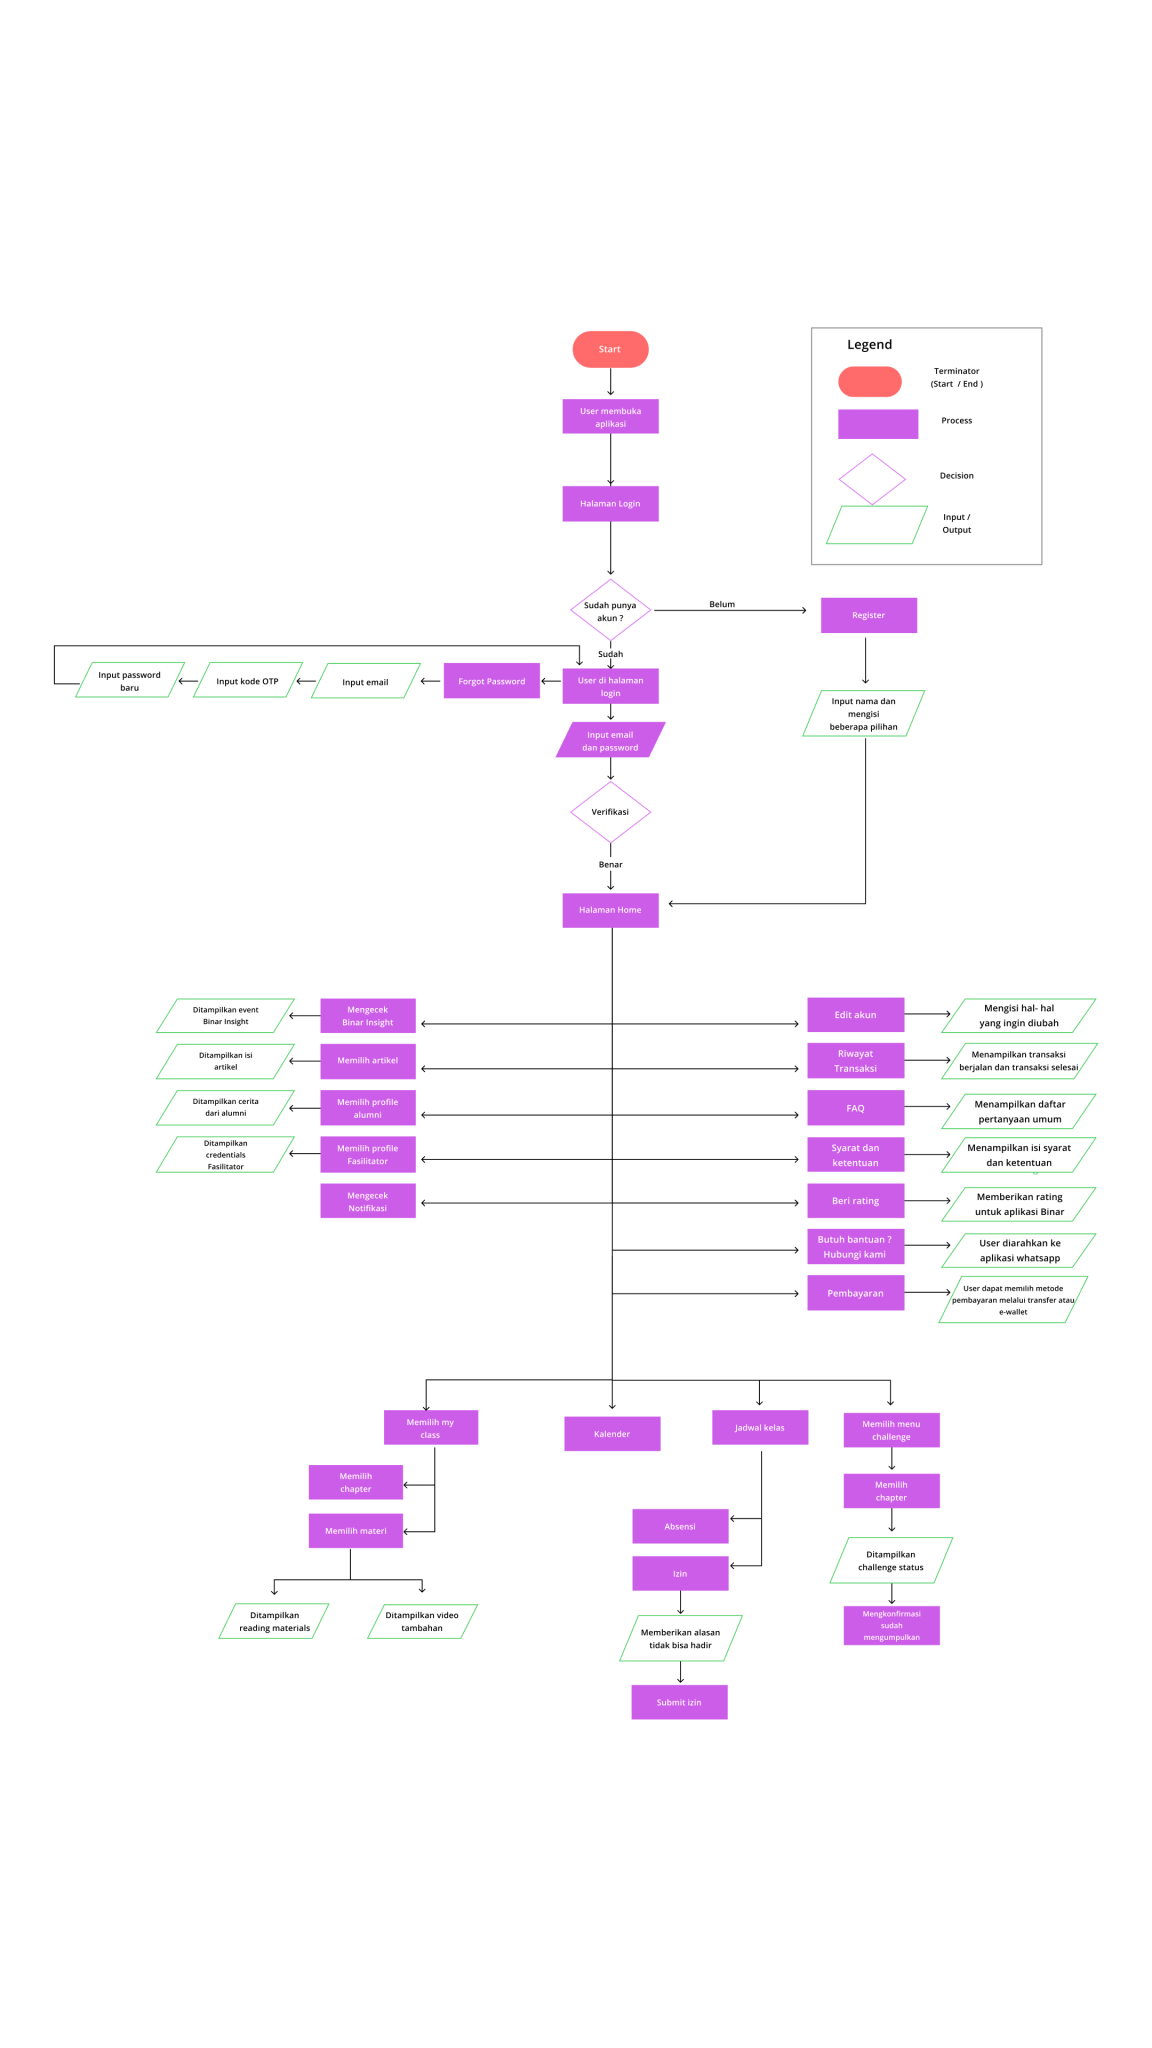 Start
Legend
Terminator
(Start / End )
Process
Decision
Input /
Output
User membuka
aplikasi
Halaman Login
Sudah punya
akun ?
Belum
Register
Sudah
Input password
baru
Input kode OTP
Input email
Forgot Password
User di halaman
login
Input nama dan
mengisi
beberapa pilihan
Input email
dan password
Verifikasi
Benar
Halaman Home
Ditampilkan event
Binar Insight
Mengecek
Binar Insight
Edit akun
Mengisi hal- hal
yang ingin diubah
Ditampilkan isi
artikel
Memilih artikel
Riwayat
Transaksi
Menampilkan transaksi
berjalan dan transaksi selesai
Ditampilkan cerita
dari alumni
Memilih profile
alumni
FAQ
Menampilkan daftar
pertanyaan umum
Ditampilkan
credentials
Fasilitator
Memilih profile
Fasilitator
Syarat dan
ketentuan
Menampilkan isi syarat
dan ketentuan
Mengecek
Notifikasi
Beri rating
Memberikan rating
untuk aplikasi Binar
Butuh bantuan ?
Hubungi kami
User diarahkan ke
aplikasi whatsapp
Pembayaran
User dapat memilih metode
pembayaran melalui transfer atau
e-wallet
Memilih my
class
Kalender
Jadwal kelas
Memilih menu
challenge
Memilih
chapter
Memilih
chapter
Memilih materi
Absensi
Ditampilkan
challenge status
Izin
Ditampilkan
reading materials
Ditampilkan video
tambahan
Memberikan alasan
tidak bisa hadir
Mengkonfirmasi
sudah
mengumpulkan
Submit izin